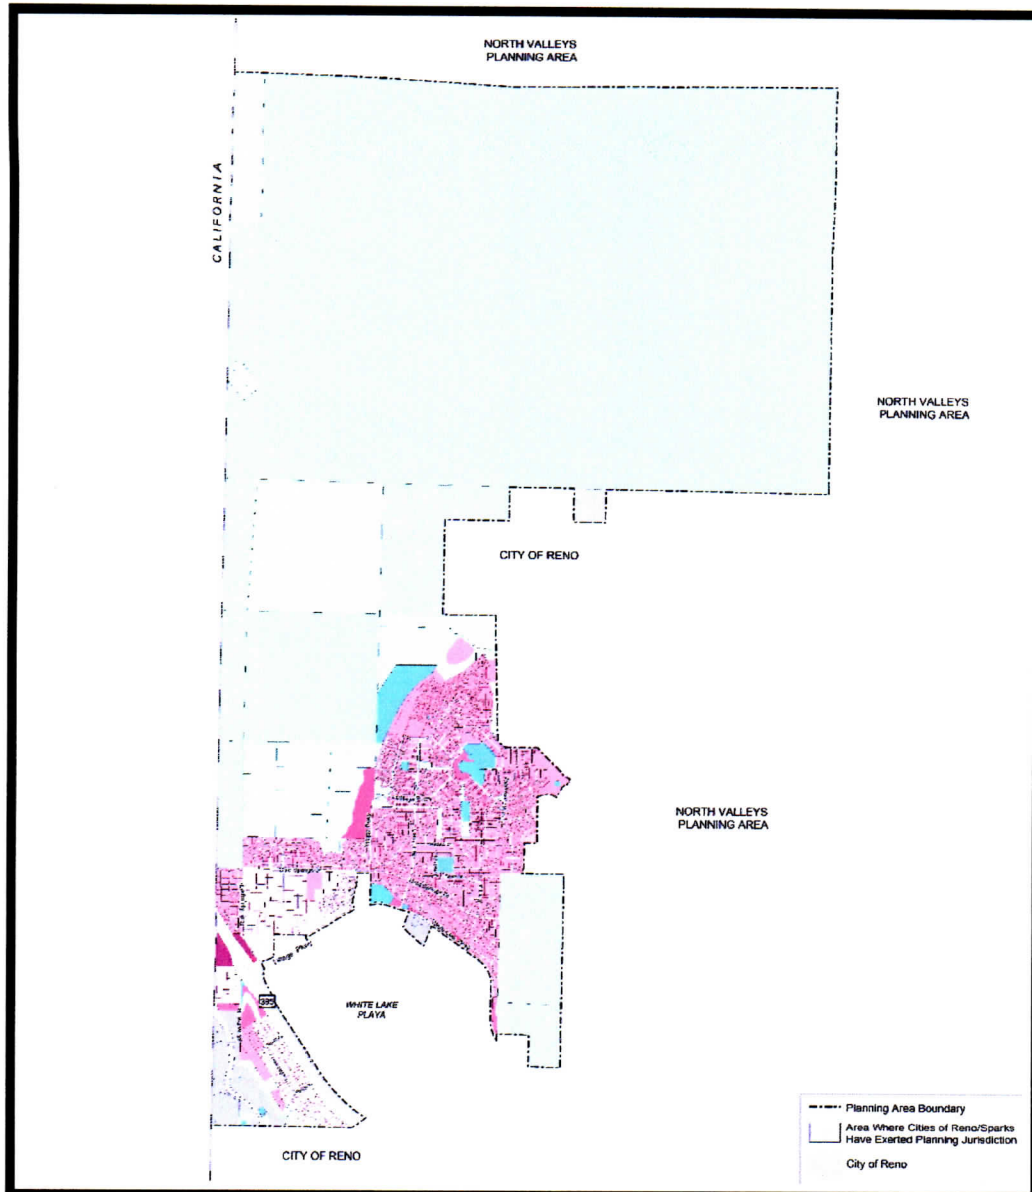 NORTH VALLEYS
PLANNING AREA
CALIFORNIA
NORTH VALLEYS
PLANNING AREA
CITY OF RENO
NORTH VALLEYS
PLANNING AREA
WHITE LAKE
PLAYA
395
CITY OF RENO
Planning Area Boundary
Area Where Cities of Reno/Sparks
Have Exerted Planning Jurisdiction
City of Reno